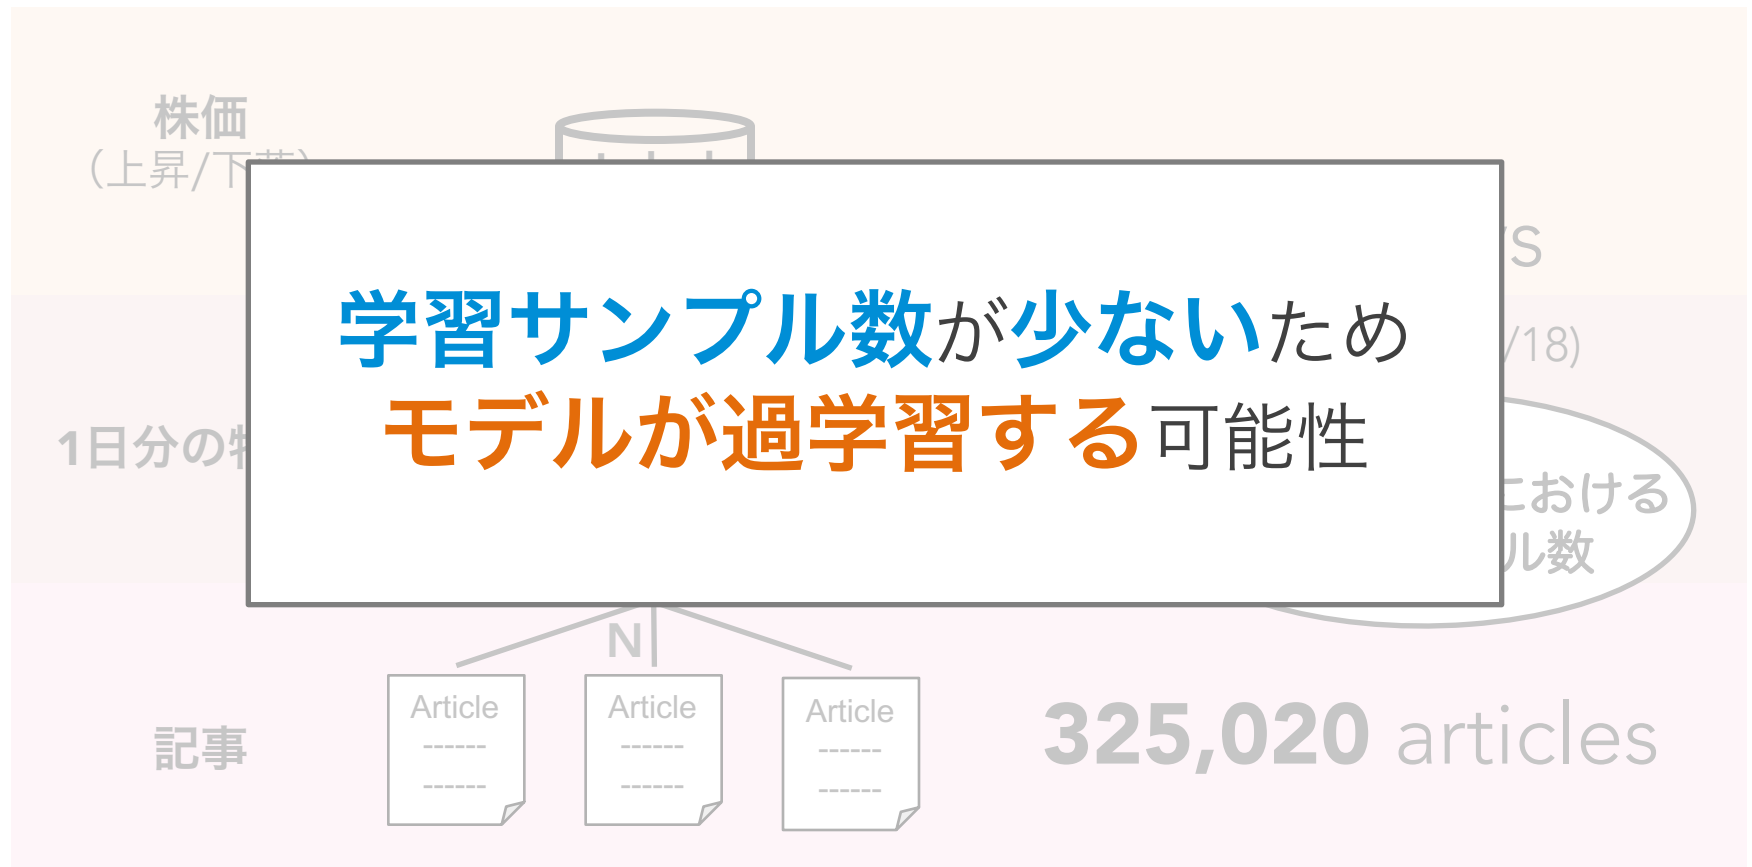 株価
(上昇/下落)
学習サンプル数が少ないため
モデルが過学習する可能性
/18)
1日分の
における
ル数
N
Article
------
------
Article
------
------
Article
------
------
記事
325,020 articles